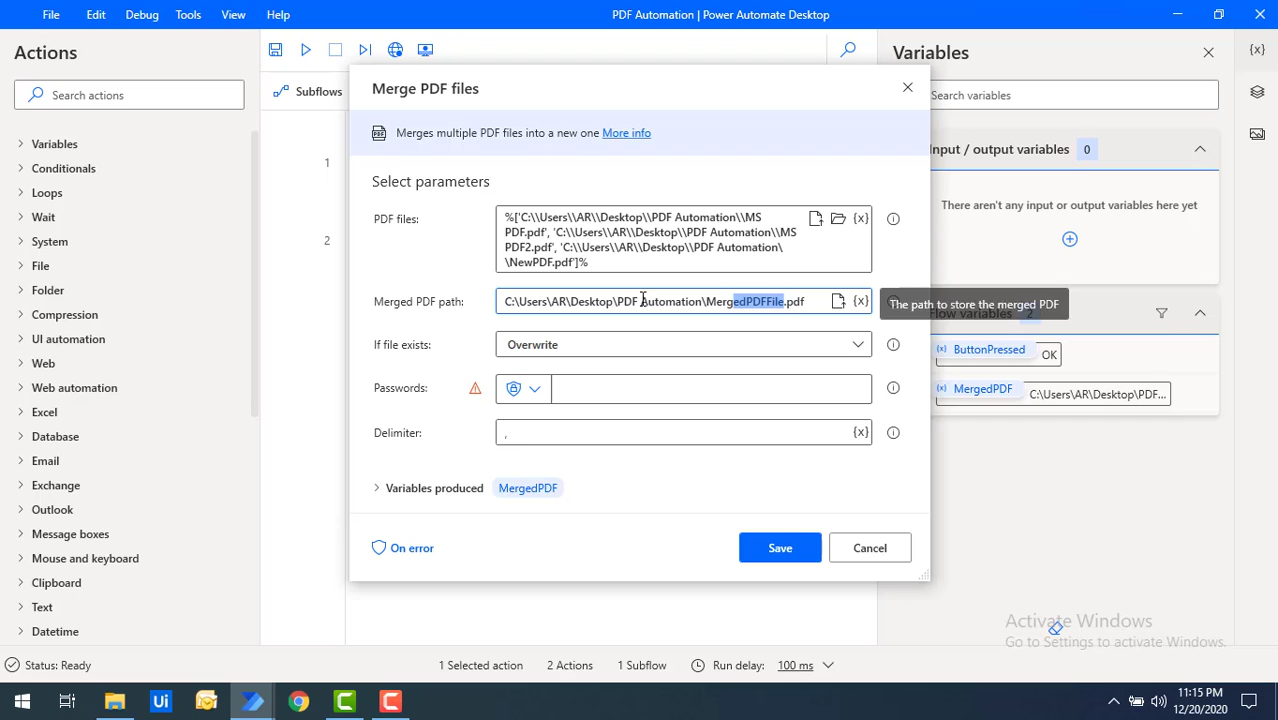 File Edit Debug Tools View Help PDF Automation | Power Automate Desktop
Actions
Search actions
Variables
Conditionals
Loops
Wait
System
File
Folder
Compression
UI automation
Web
Web automation
Excel
Database
Email
Exchange
Outlook
Message boxes
Mouse and keyboard
Clipboard
Text
Datetime
Subflows
1
2
Merge PDF files
PDF Merges multiple PDF files into a new one More info
Select parameters
PDF files:
%['C:\\Users\\AR\\Desktop\\PDF Automation\\MS
PDF.pdf', 'C:\\Users\\AR\\Desktop\\PDF Automation\\MS
PDF2.pdf', 'C:\\Users\\AR\\Desktop\\PDF Automation\
\NewPDF.pdf']%
{x}
Merged PDF path: C:\Users\AR\Desktop\PDF Automation\MergedPDFFile.pdf {x}
The path to store the merged PDF
If file exists: Overwrite
Passwords:
Delimiter: , {x}
Variables produced MergedPDF
On error Save Cancel
Variables
{x}
Search variables
Input / output variables 0
There aren't any input or output variables here yet
Flow variables 2
{x} ButtonPressed OK
{x} MergedPDF C:\Users\AR\Desktop\PDF...
Activate Windows
Go to Settings to activate Windows.
Status: Ready 1 Selected action 2 Actions 1 Subflow Run delay: 100 ms
Ui C C
11:15 PM
12/20/2020